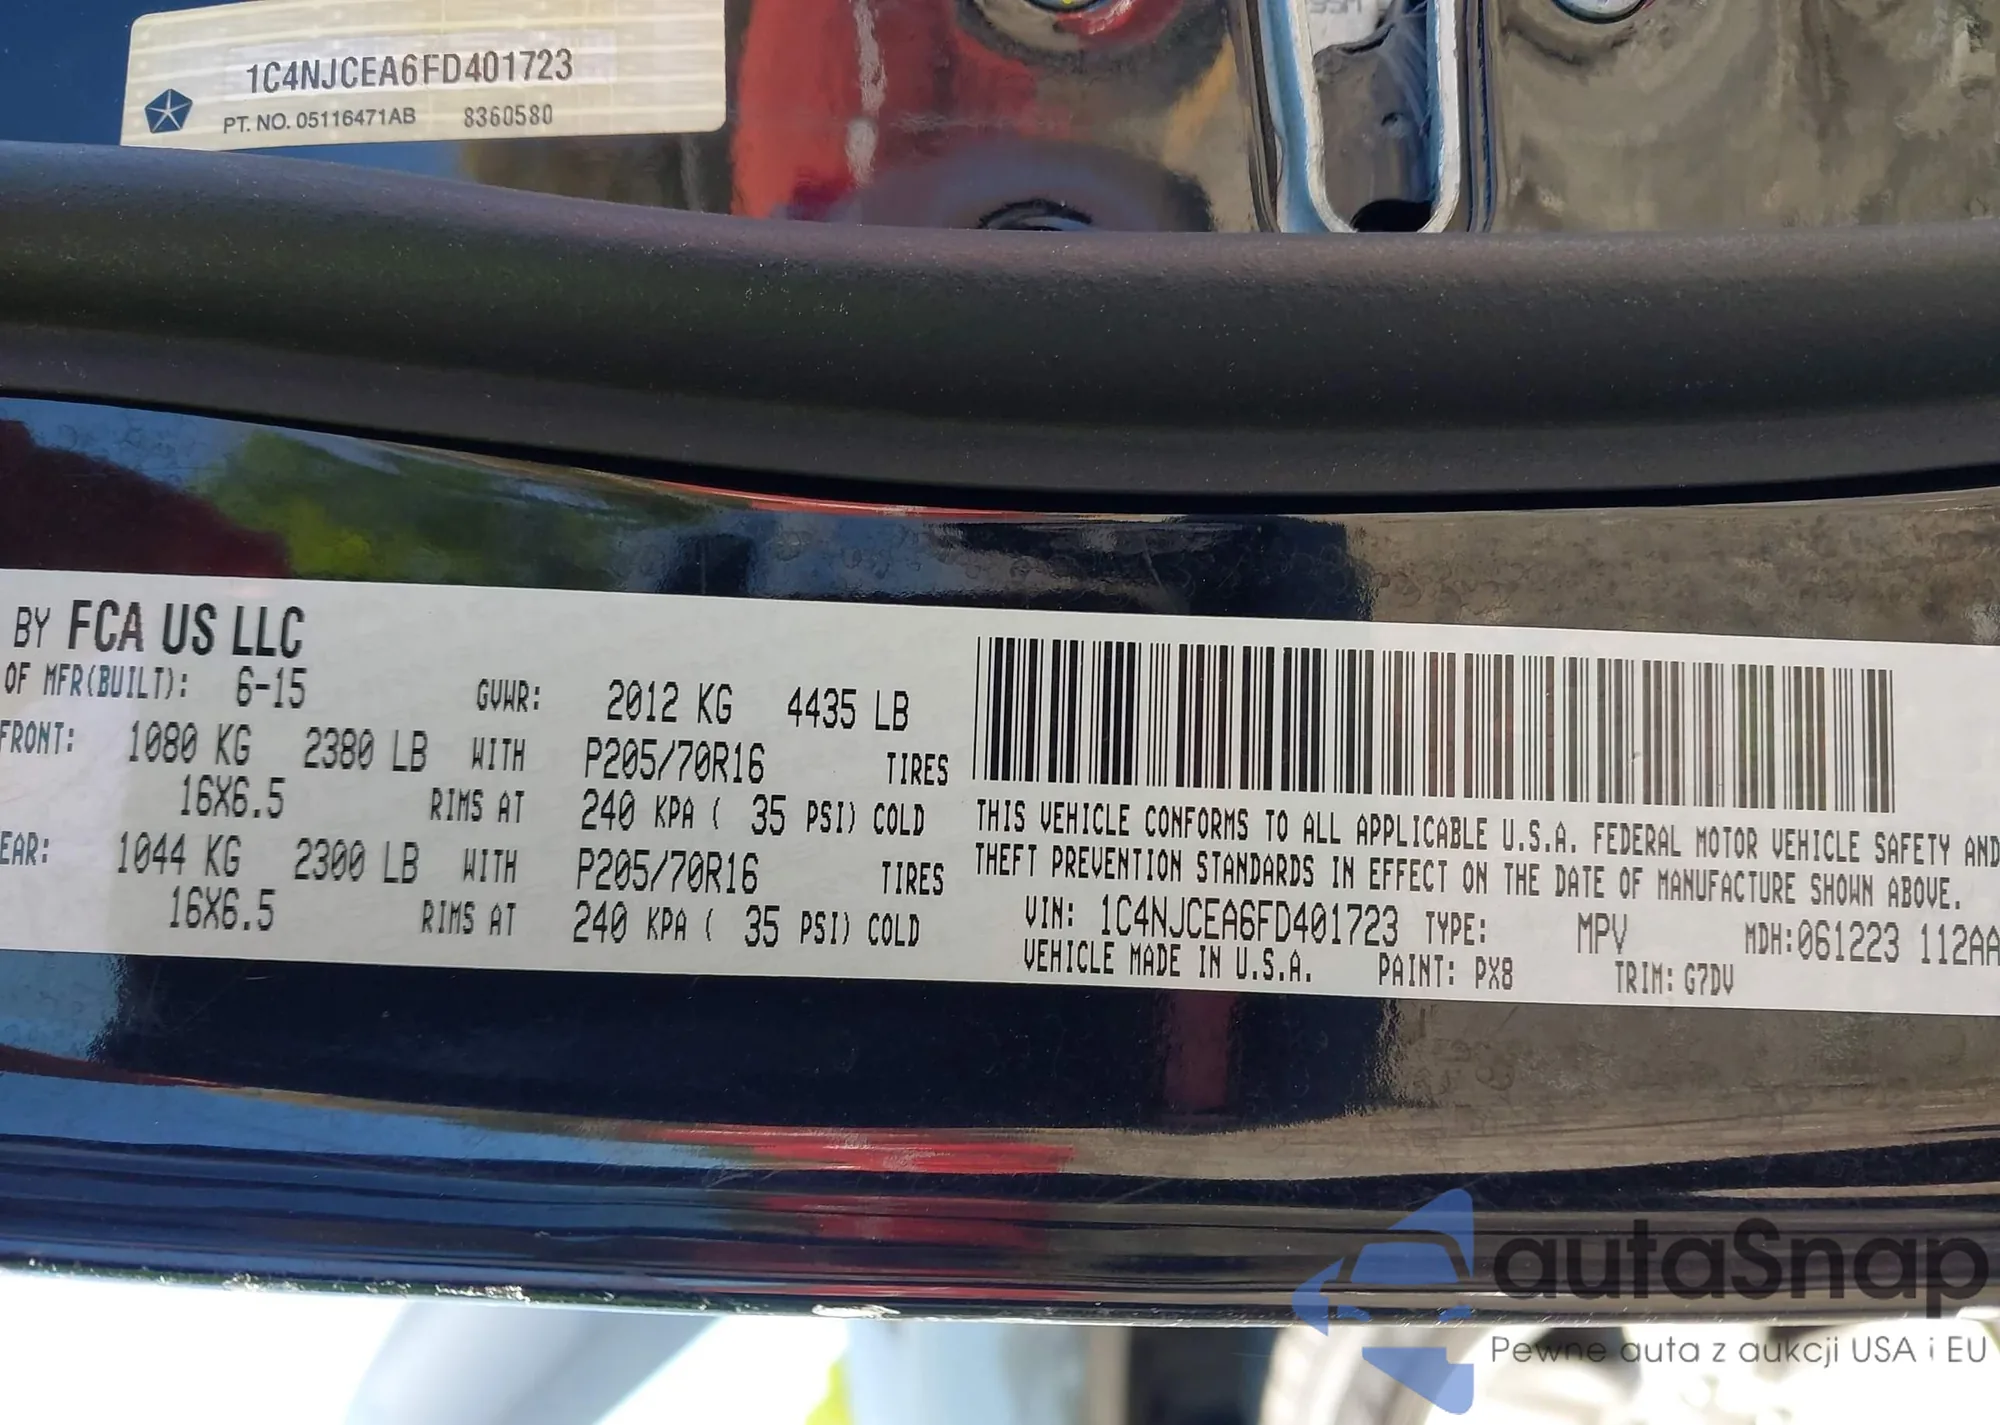 1C4NJCEA6FD401723
PT. NO. 05116471AB 8360580
BY FCA US LLC
OF MFR(BUILT): 6-15 GVWR: 2012 KG 4435 LB
FRONT: 1080 KG 2380 LB WITH P205/70R16 TIRES
16X6.5 RIMS AT 240 KPA ( 35 PSI) COLD
EAR: 1044 KG 2300 LB WITH P205/70R16 TIRES
16X6.5 RIMS AT 240 KPA ( 35 PSI) COLD
THIS VEHICLE CONFORMS TO ALL APPLICABLE U.S.A. FEDERAL MOTOR VEHICLE SAFETY AND
THEFT PREVENTION STANDARDS IN EFFECT ON THE DATE OF MANUFACTURE SHOWN ABOVE.
VIN: 1C4NJCEA6FD401723 TYPE: MPV MDH:061223 112AA
VEHICLE MADE IN U.S.A. PAINT: PX8 TRIM: G7DV
autaSnap
Pewne auta z aukcji USA i EU